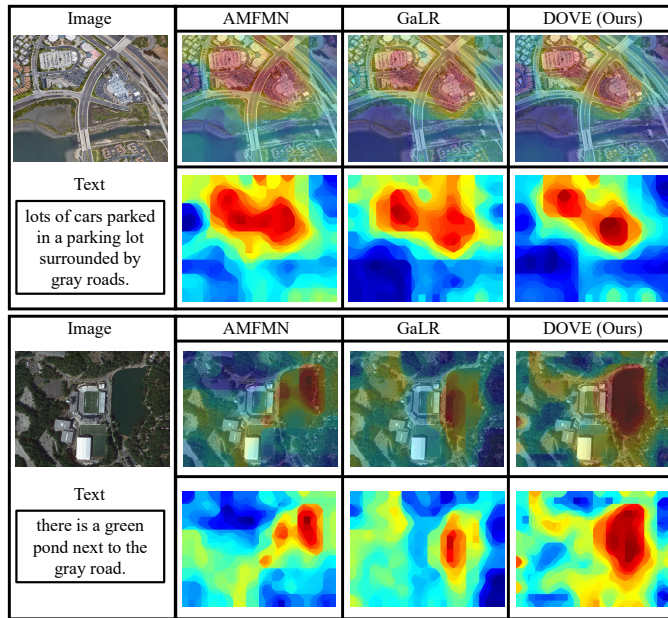 Image AMFMN GaLR DOVE (Ours)
Text
lots of cars parked
in a parking lot
surrounded by
gray roads.
Image AMFMN GaLR DOVE (Ours)
Text
there is a green
pond next to the
gray road.